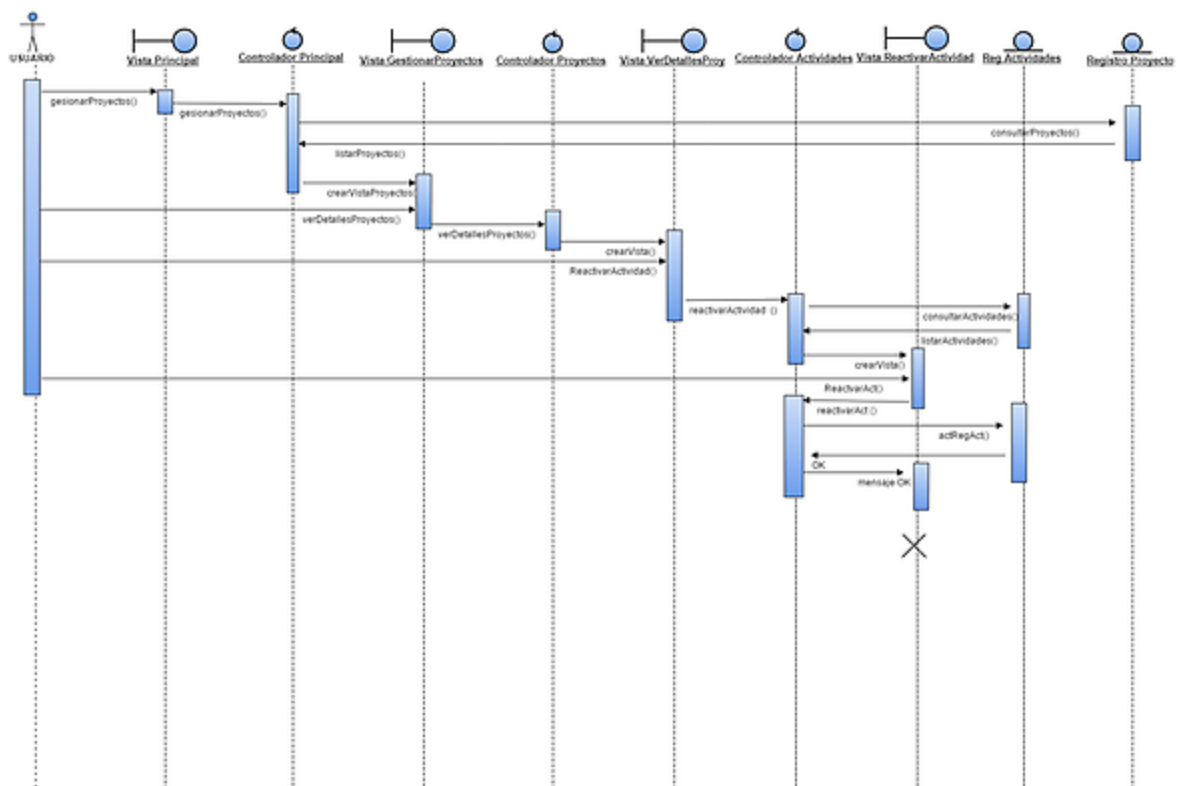 USUARIO
Vista Principal
Controlador Principal
Vista GestionarProyectos
Controlador Proyectos
Vista VerDetallesProy
Controlador Actividades
Vista ReactivarActividad
Reg Actividades
Registro Proyecto
gesionarProyectos()
gesionarProyectos()
consultarProyectos()
listarProyectos()
crearVistaProyectos(
verDetallesProyectos()
verDetallesProyectos()
crearVista()
ReactivarActividad()
reactivarActividad ()
consultarActividades()
listarActividades()
crearVista()
ReactvarAct()
reactivarAct ()
actRegAct()
OK
mensaje OK